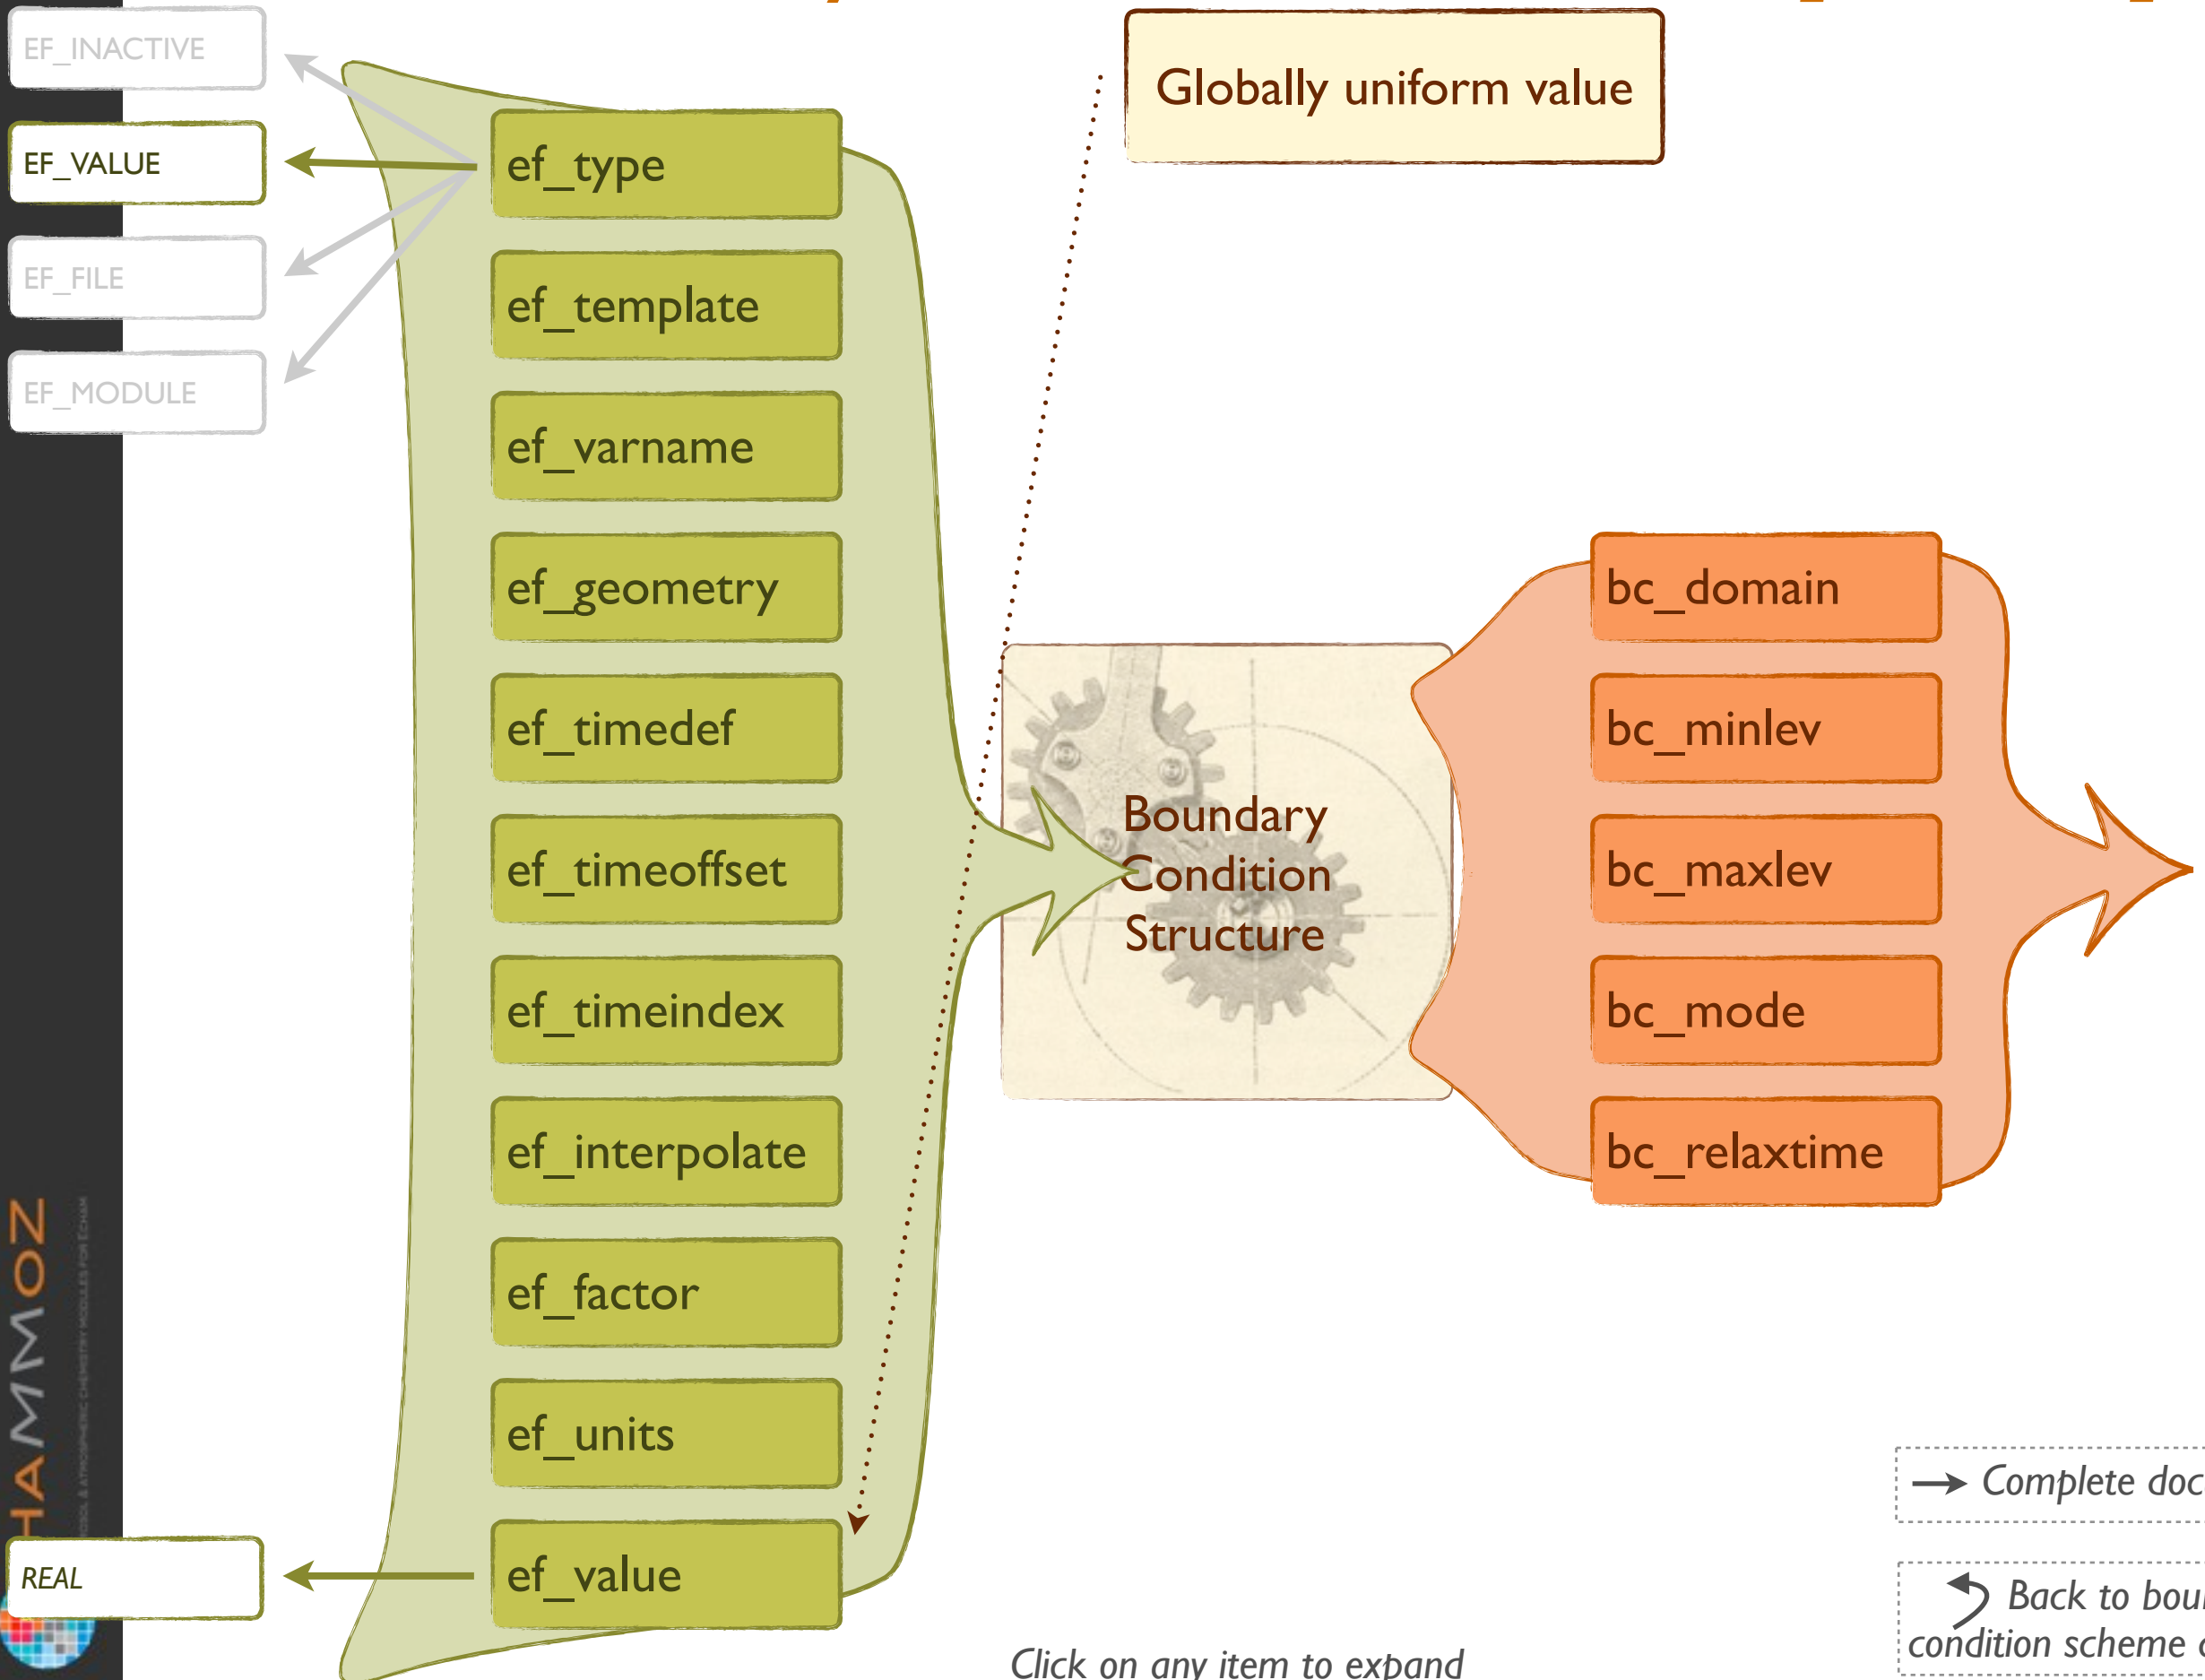 EF_INACTIVE
EF_VALUE
EF_FILE
EF_MODULE
REAL
HAMMOZ
ef_type
ef_template
ef_varname
ef_geometry
ef_timedef
ef_timeoffset
ef_timeindex
ef_interpolate
ef_factor
ef_units
ef_value
Globally uniform value
Boundary
Condition
Structure
bc_domain
bc_minlev
bc_maxlev
bc_mode
bc_relaxtime
Complete doc
Back to bou
condition scheme
Click on any item to expand